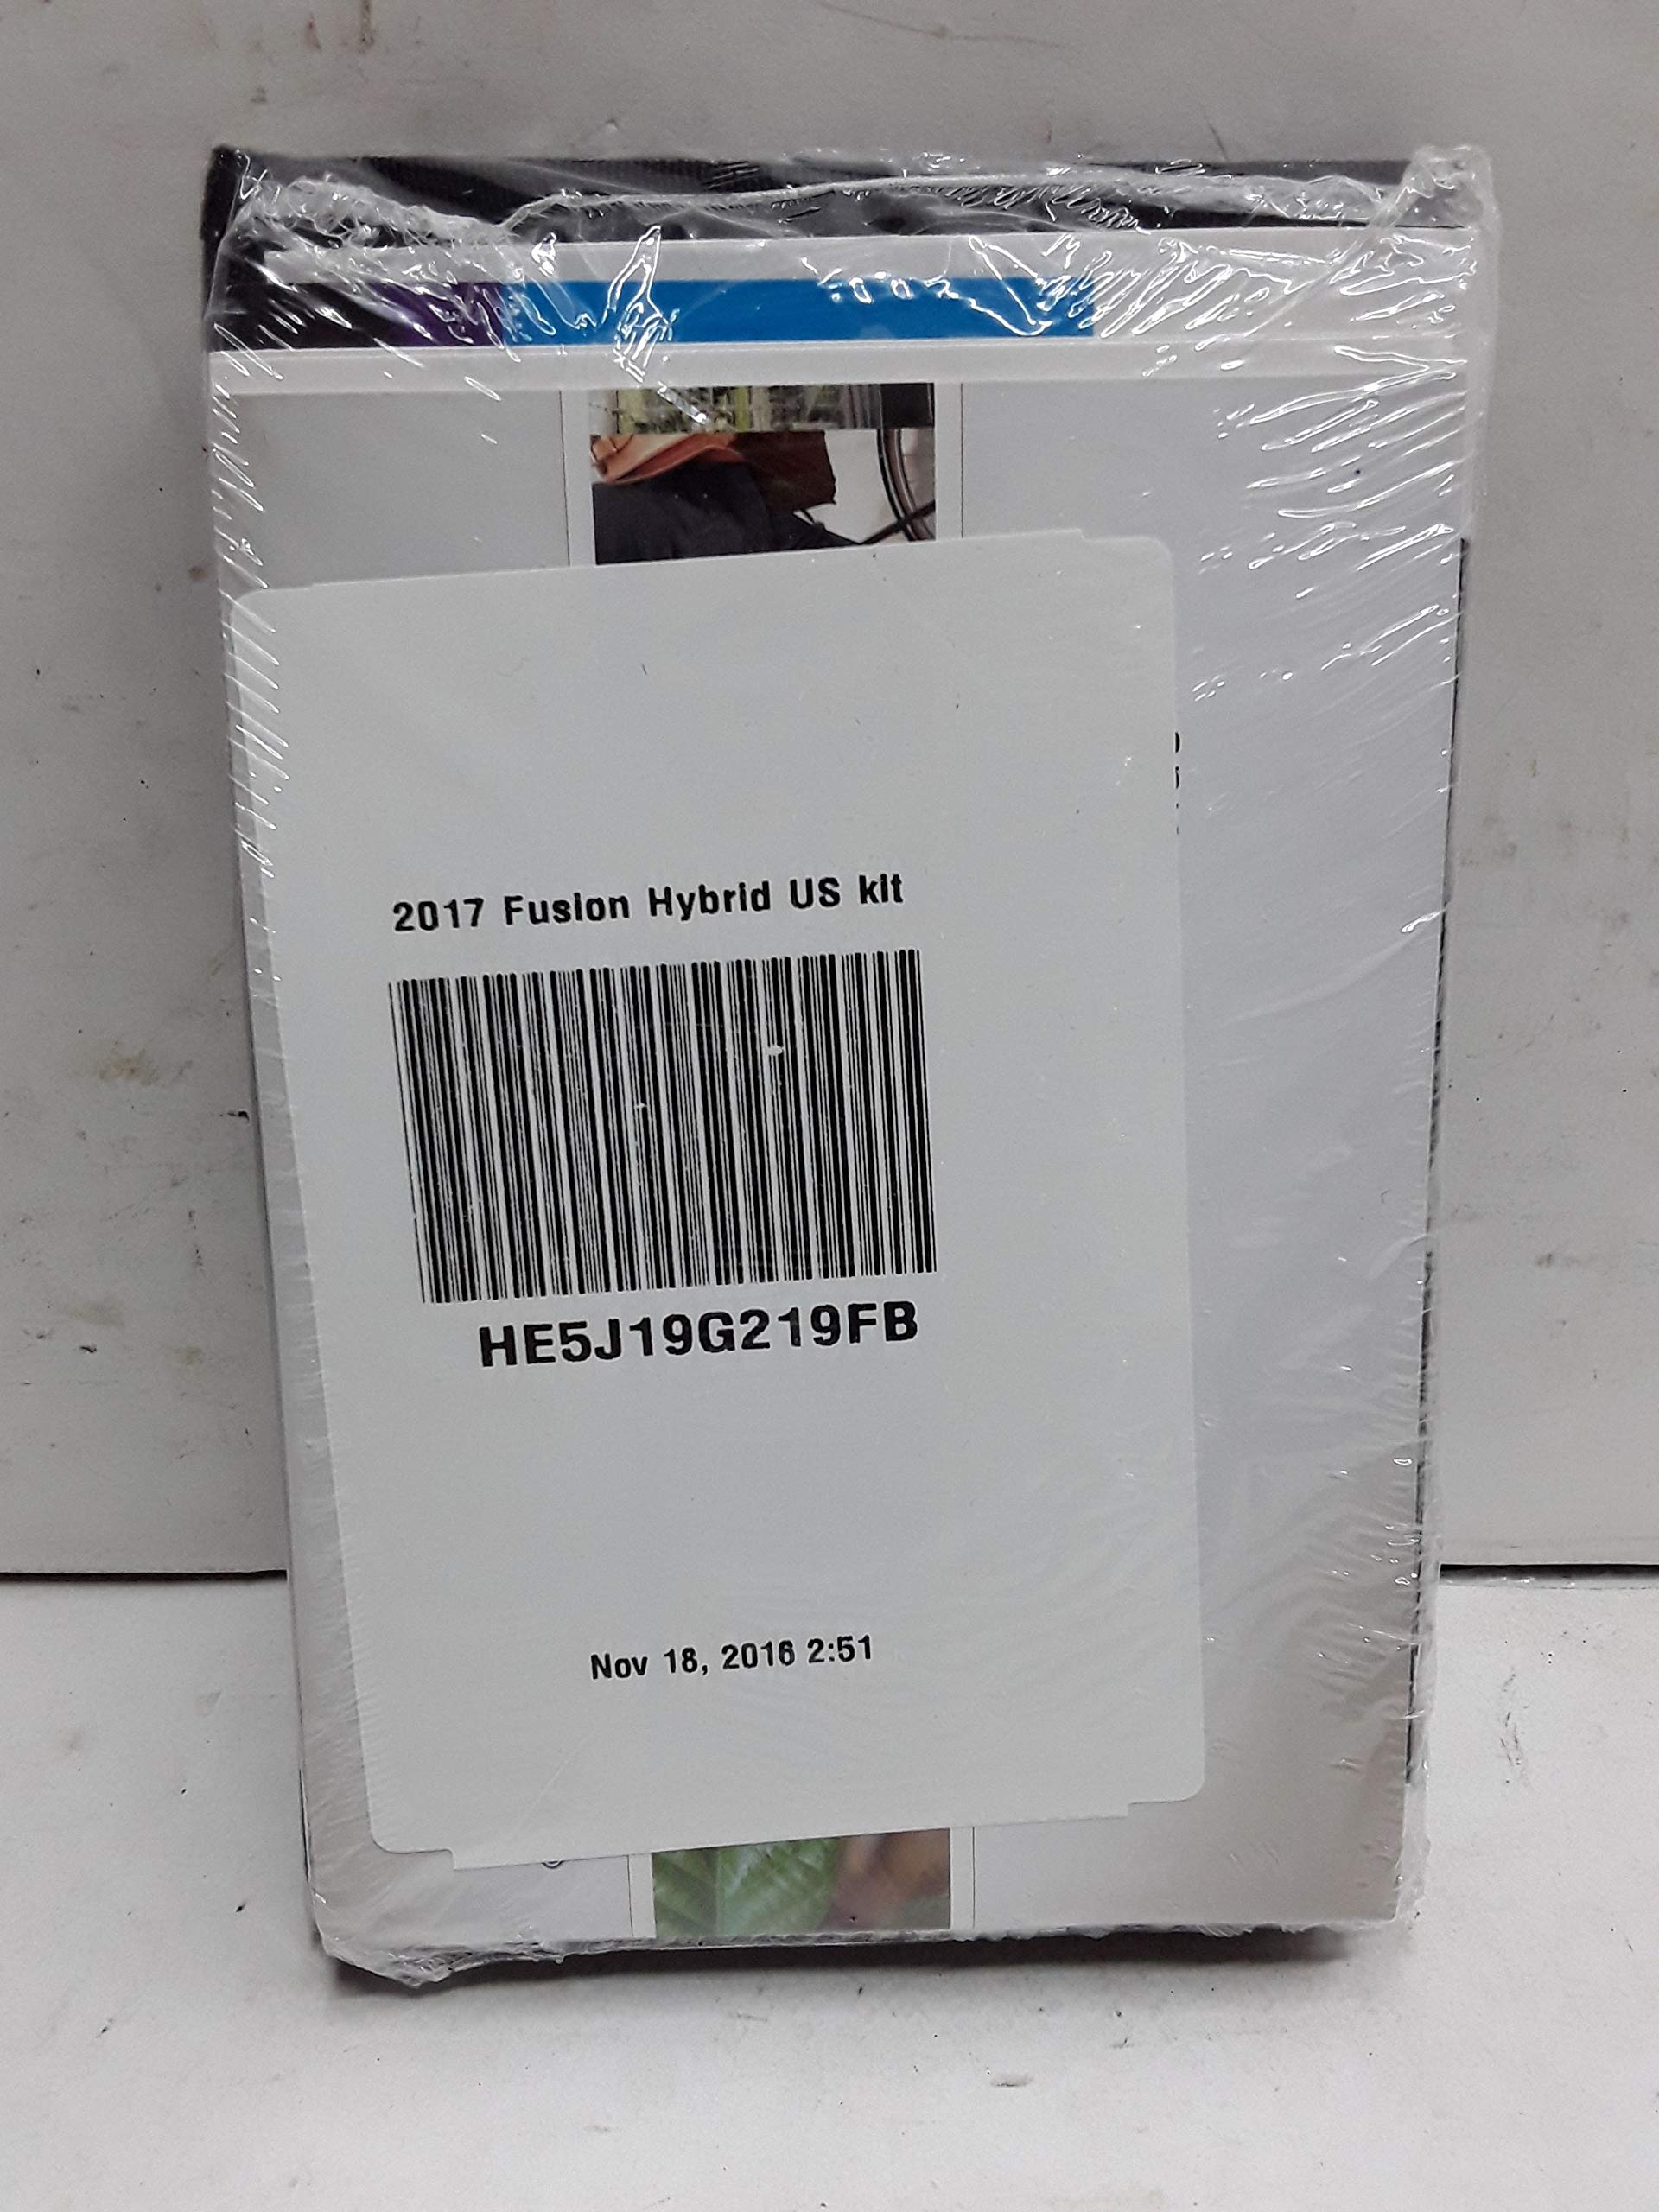 2017 Fusion Hybrid US kit
HE5J19G219FB
Nov 18, 2016 2:51